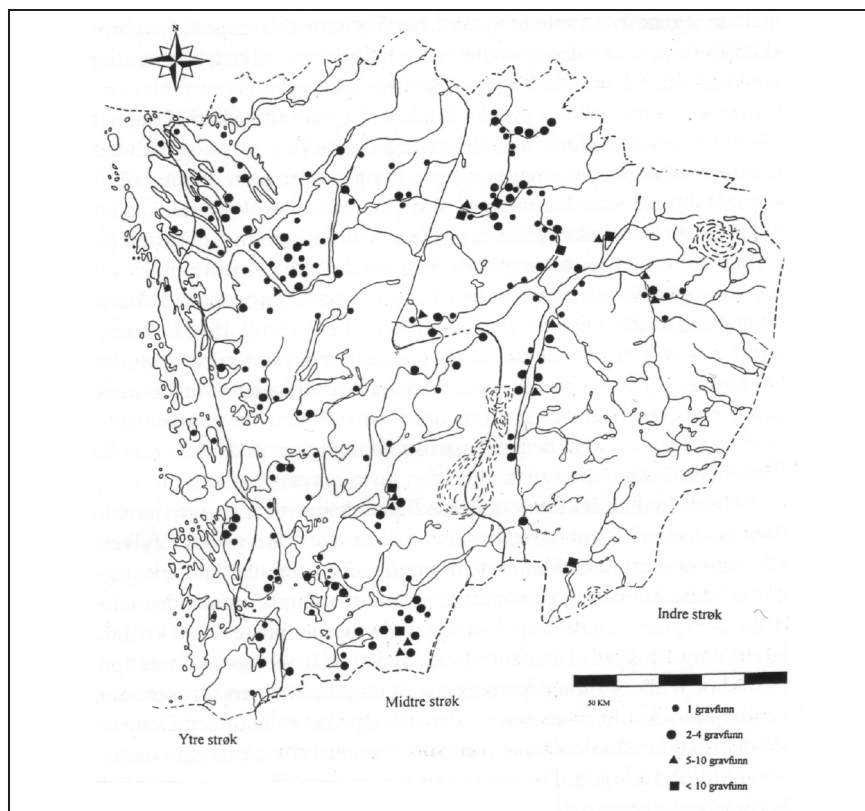 N
Indre strøk
Midtre strøk
Ytre strøk
50 KM
1 gravfunn
2-4 gravfunn
5-10 gravfunn
< 10 gravfunn